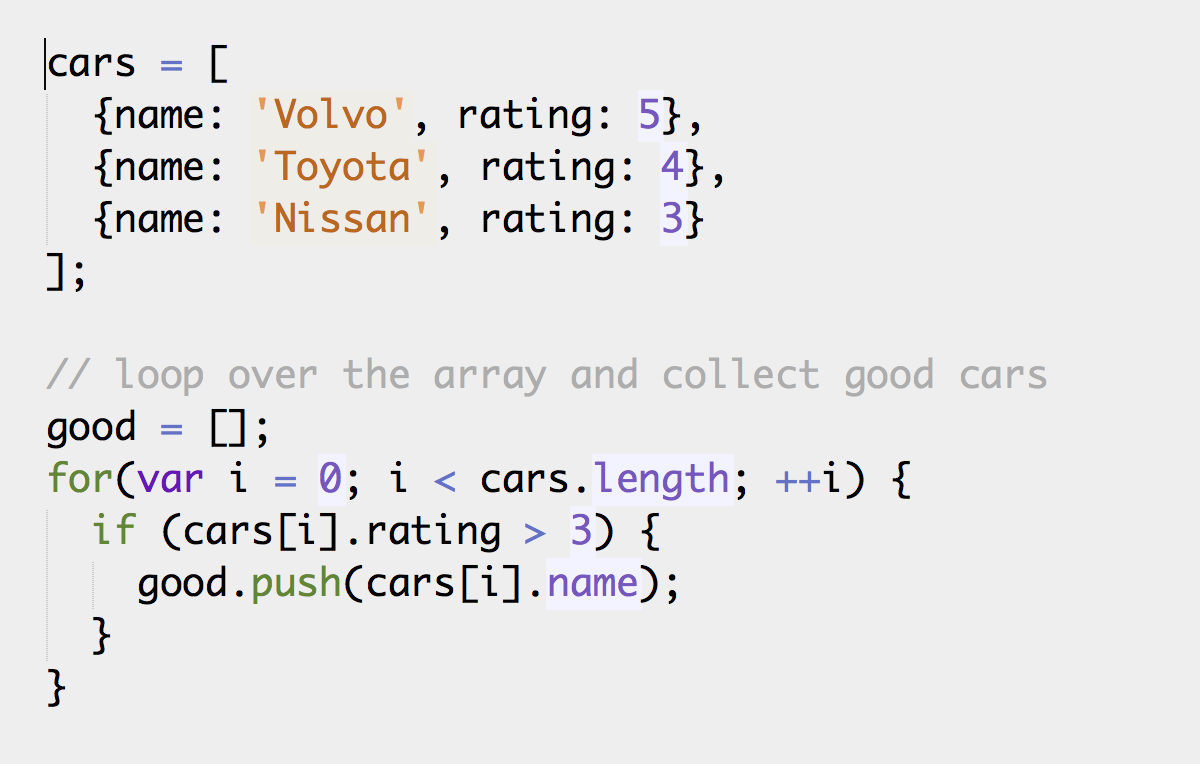 cars = [
  {name: 'Volvo', rating: 5},
  {name: 'Toyota', rating: 4},
  {name: 'Nissan', rating: 3}
];

// loop over the array and collect good cars
good = [];
for(var i = 0; i < cars.length; ++i) {
  if (cars[i].rating > 3) {
    good.push(cars[i].name);
  }
}